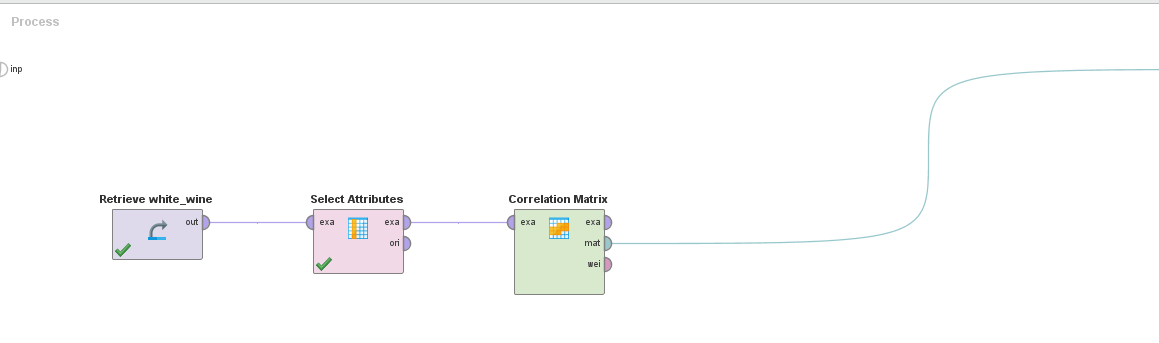 Process
inp
Retrieve white_wine
Select Attributes
Correlation Matrix
out
exa
exa
exa
exa
ori
mat
wei